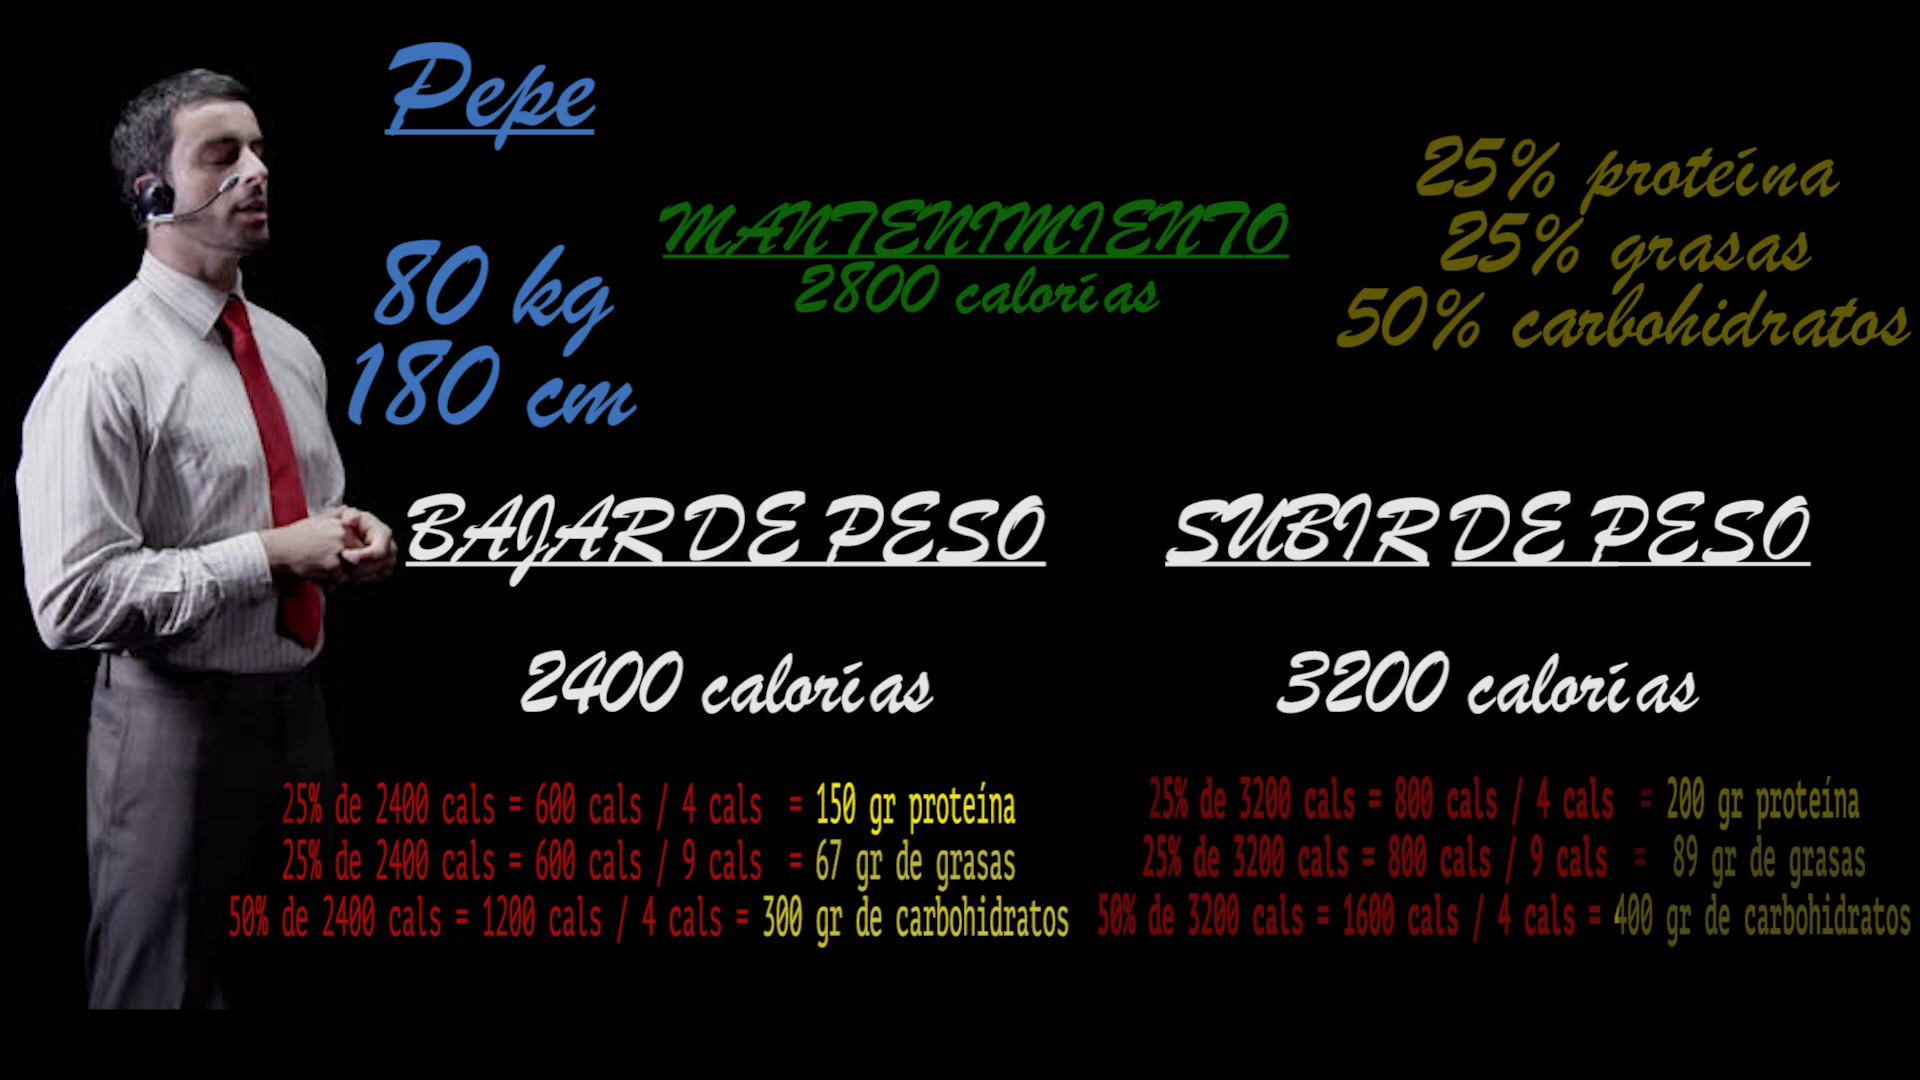 Pepe
80 kg
180 cm
MANTENIMIENTO
2800 calorías
25% proteína
25% grasas
50% carbohidratos
BAJAR DE PESO
2400 calorías
25% de 2400 cals = 600 cals / 4 cals = 150 gr proteína
25% de 2400 cals = 600 cals / 9 cals = 67 gr de grasas
50% de 2400 cals = 1200 cals / 4 cals = 300 gr de carbohidratos
SUBIR DE PESO
3200 calorías
25% de 3200 cals = 800 cals / 4 cals = 200 gr proteína
25% de 3200 cals = 800 cals / 9 cals = 89 gr de grasas
50% de 3200 cals = 1600 cals / 4 cals = 400 gr de carbohidratos